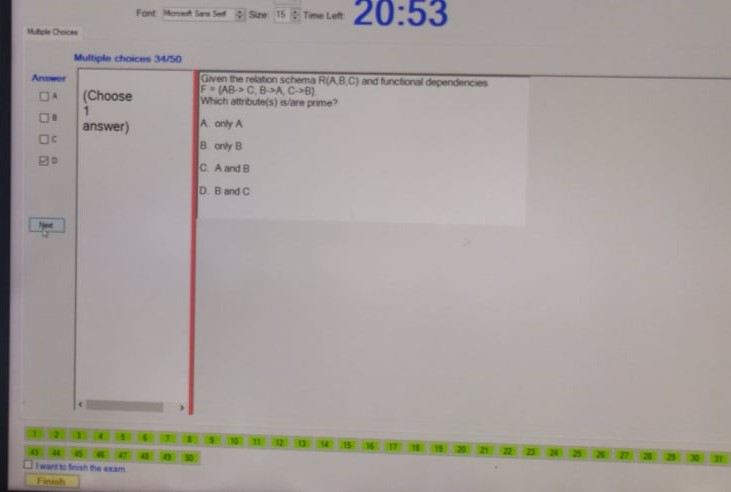 Font Microsoft Sans Serif Size 15 Time Left 20:53
Multiple Choices
Multiple choices 34/50
Answer
A
B
C
D
Next
(Choose
1
answer)
Given the relation schema R(A,B,C) and functional dependencies
F = {AB-> C, B->A, C->B}.
Which attribute(s) is/are prime?
A. only A
B. only B
C. A and B
D. B and C
1 2 3 4 5 6 7 8 9 10 11 12 13 14 15 16 17 18 19 20 21 22 23 24 25 26 27 28 29 30 31
43 44 45 46 47 48 49 50
I want to finish the exam.
Finish